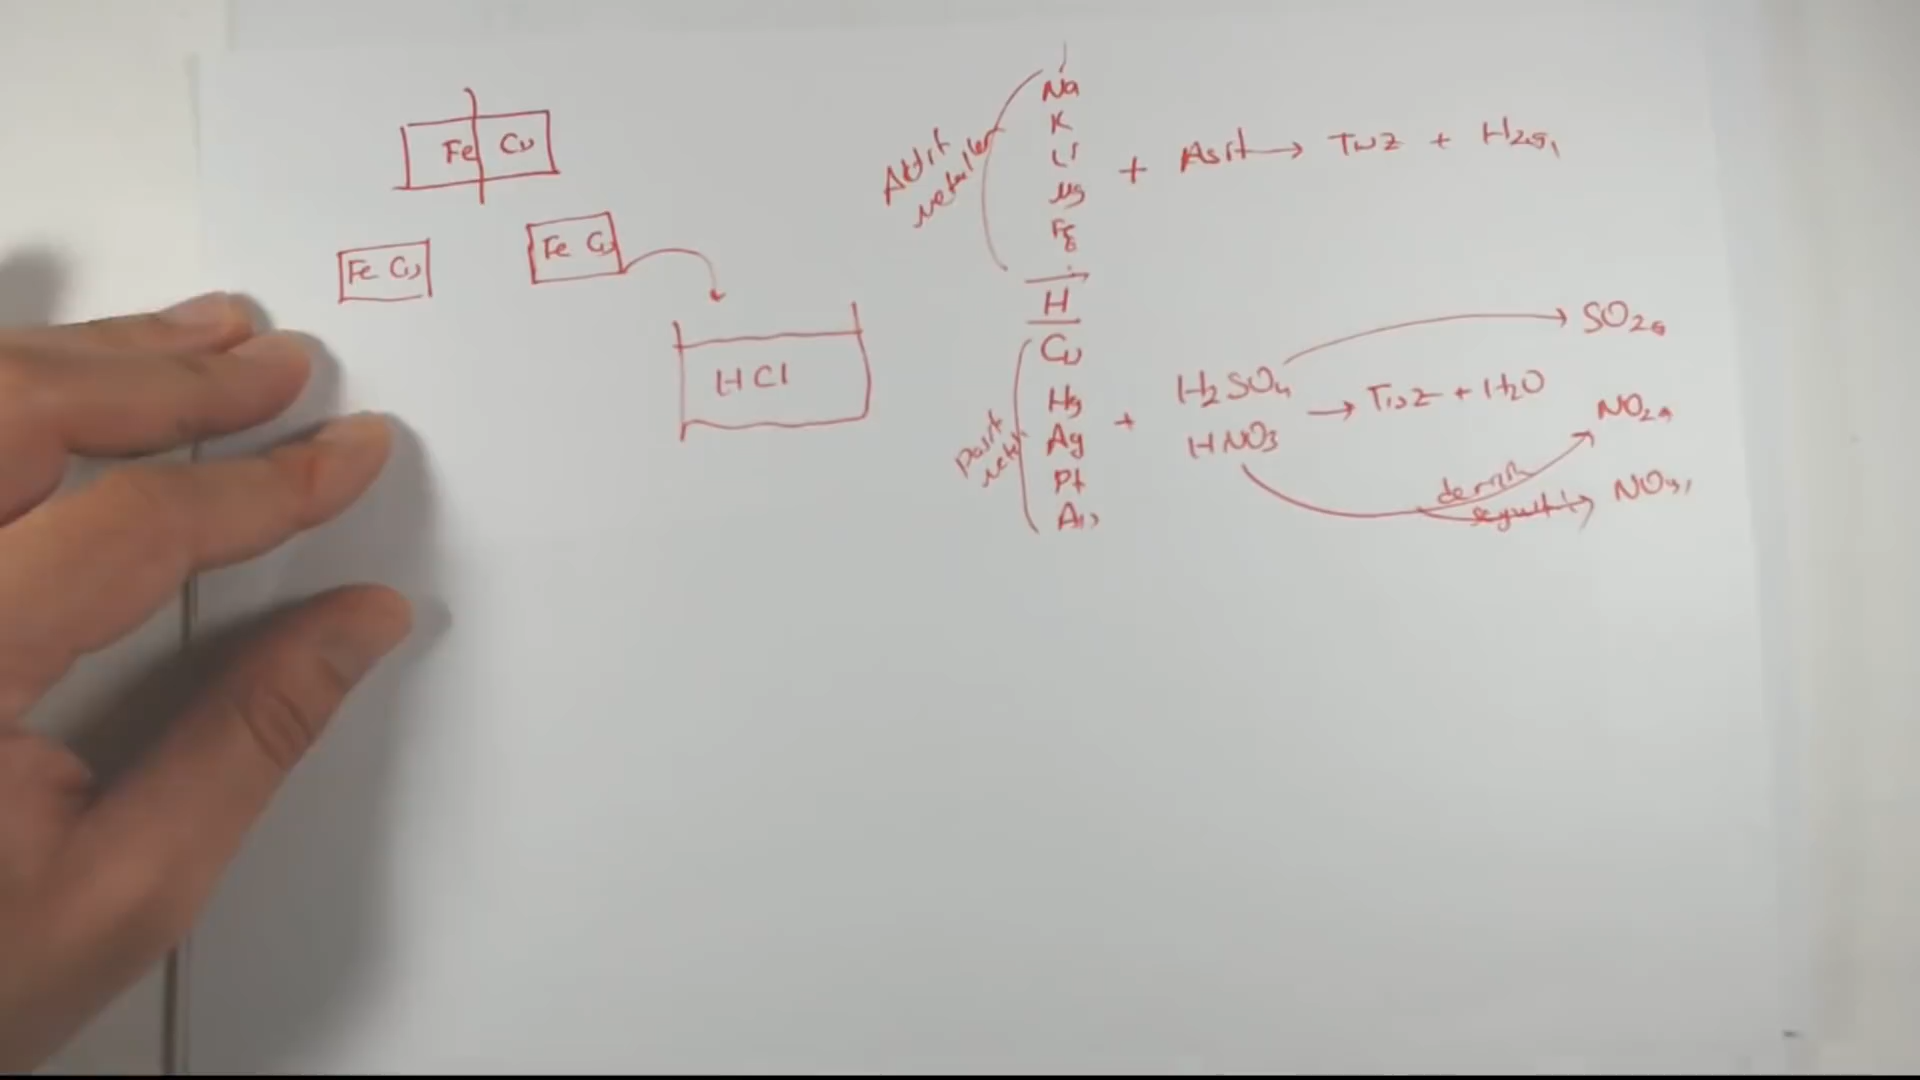 Fe Cu
Fe Cu
Fe Cu
HCl
Aktif
metaller
Na
K
Li
Mg
Fe
H
Cu
Hg
Ag
Pt
Au
+ Asit → Tuz + H2(g)
Pasif
metal
+ H2SO4
HNO3
→ Tuz + H2O
SO2(g)
NO2(g)
derişik
seyreltik
NO(g)